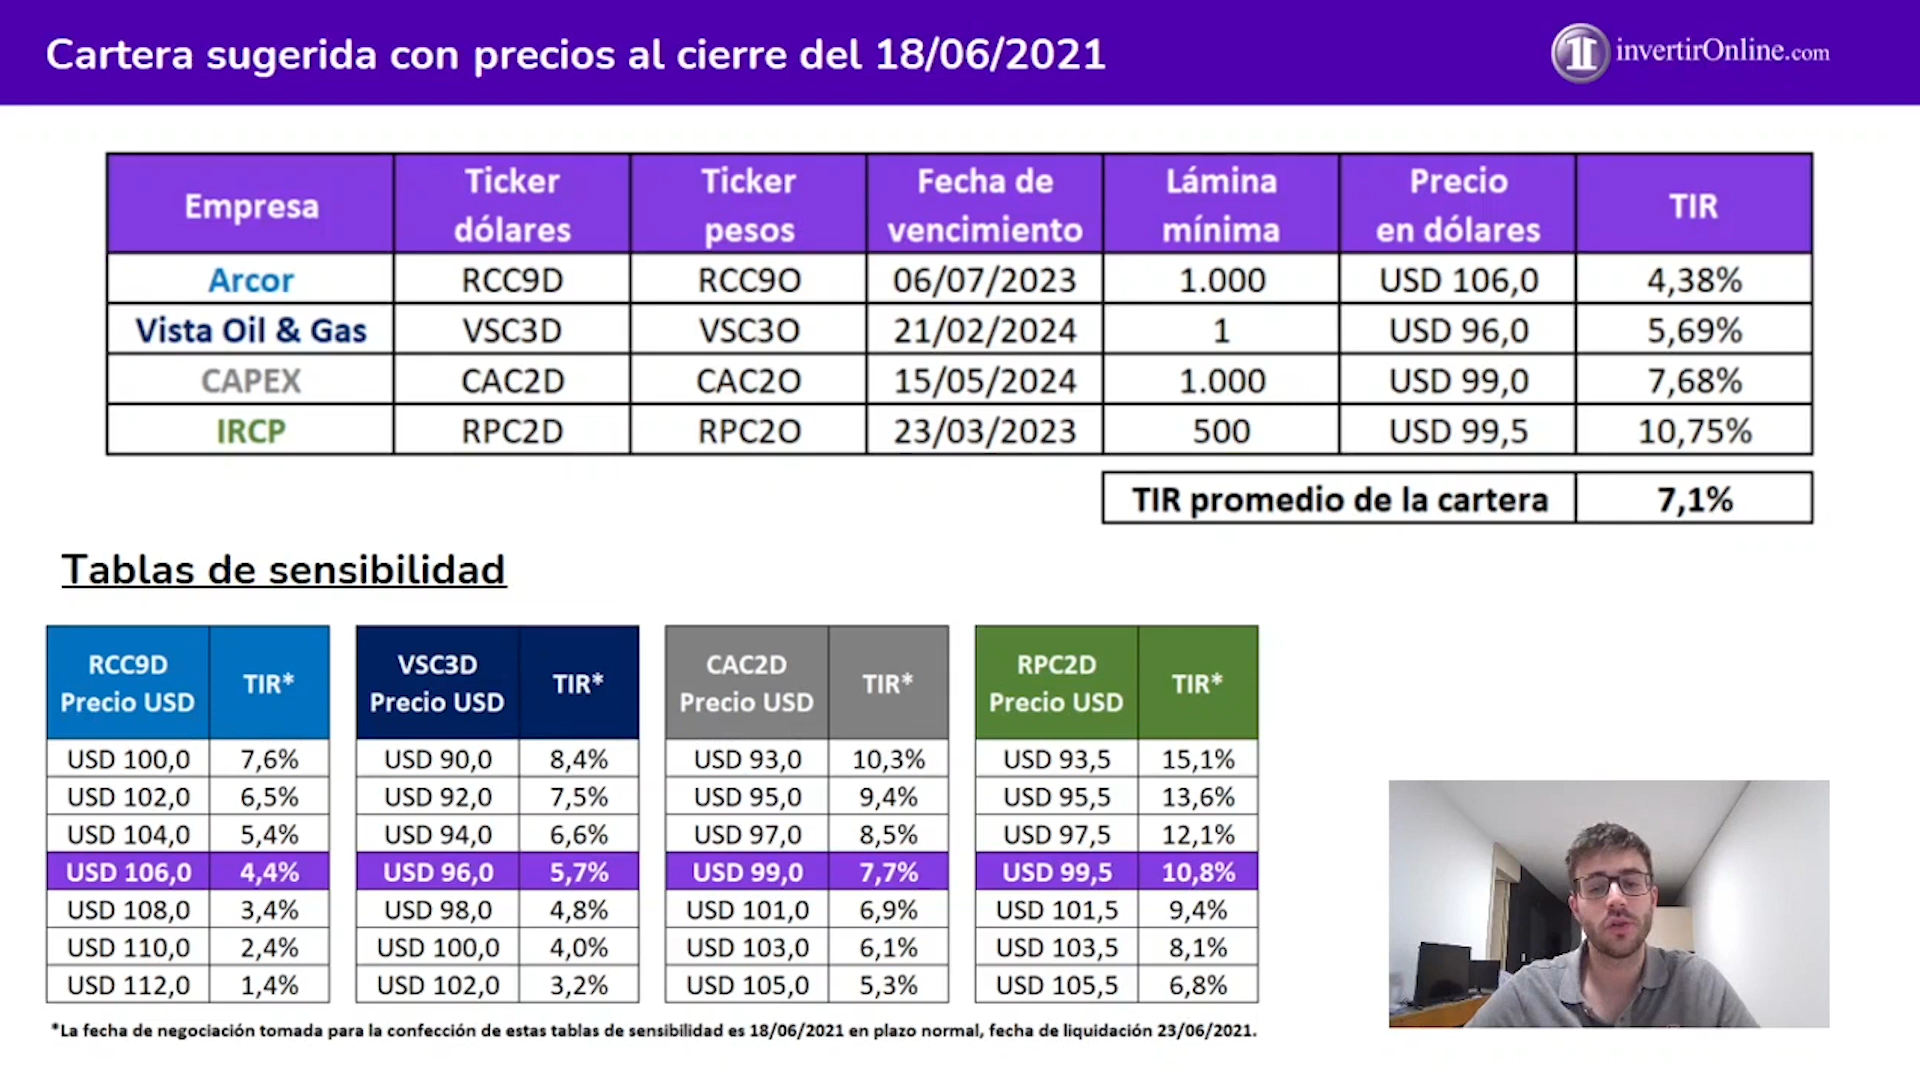 Cartera sugerida con precios al cierre del 18/06/2021
invertirOnline.com
Empresa Ticker dólares Ticker pesos Fecha de vencimiento Lámina mínima Precio en dólares TIR
Arcor RCC9D RCC9O 06/07/2023 1.000 USD 106,0 4,38%
Vista Oil & Gas VSC3D VSC3O 21/02/2024 1 USD 96,0 5,69%
CAPEX CAC2D CAC2O 15/05/2024 1.000 USD 99,0 7,68%
IRCP RPC2D RPC2O 23/03/2023 500 USD 99,5 10,75%
TIR promedio de la cartera 7,1%
Tablas de sensibilidad
RCC9D Precio USD TIR* VSC3D Precio USD TIR* CAC2D Precio USD TIR* RPC2D Precio USD TIR*
USD 100,0 7,6% USD 90,0 8,4% USD 93,0 10,3% USD 93,5 15,1%
USD 102,0 6,5% USD 92,0 7,5% USD 95,0 9,4% USD 95,5 13,6%
USD 104,0 5,4% USD 94,0 6,6% USD 97,0 8,5% USD 97,5 12,1%
USD 106,0 4,4% USD 96,0 5,7% USD 99,0 7,7% USD 99,5 10,8%
USD 108,0 3,4% USD 98,0 4,8% USD 101,0 6,9% USD 101,5 9,4%
USD 110,0 2,4% USD 100,0 4,0% USD 103,0 6,1% USD 103,5 8,1%
USD 112,0 1,4% USD 102,0 3,2% USD 105,0 5,3% USD 105,5 6,8%
*La fecha de negociación tomada para la confección de estas tablas de sensibilidad es 18/06/2021 en plazo normal, fecha de liquidación 23/06/2021.